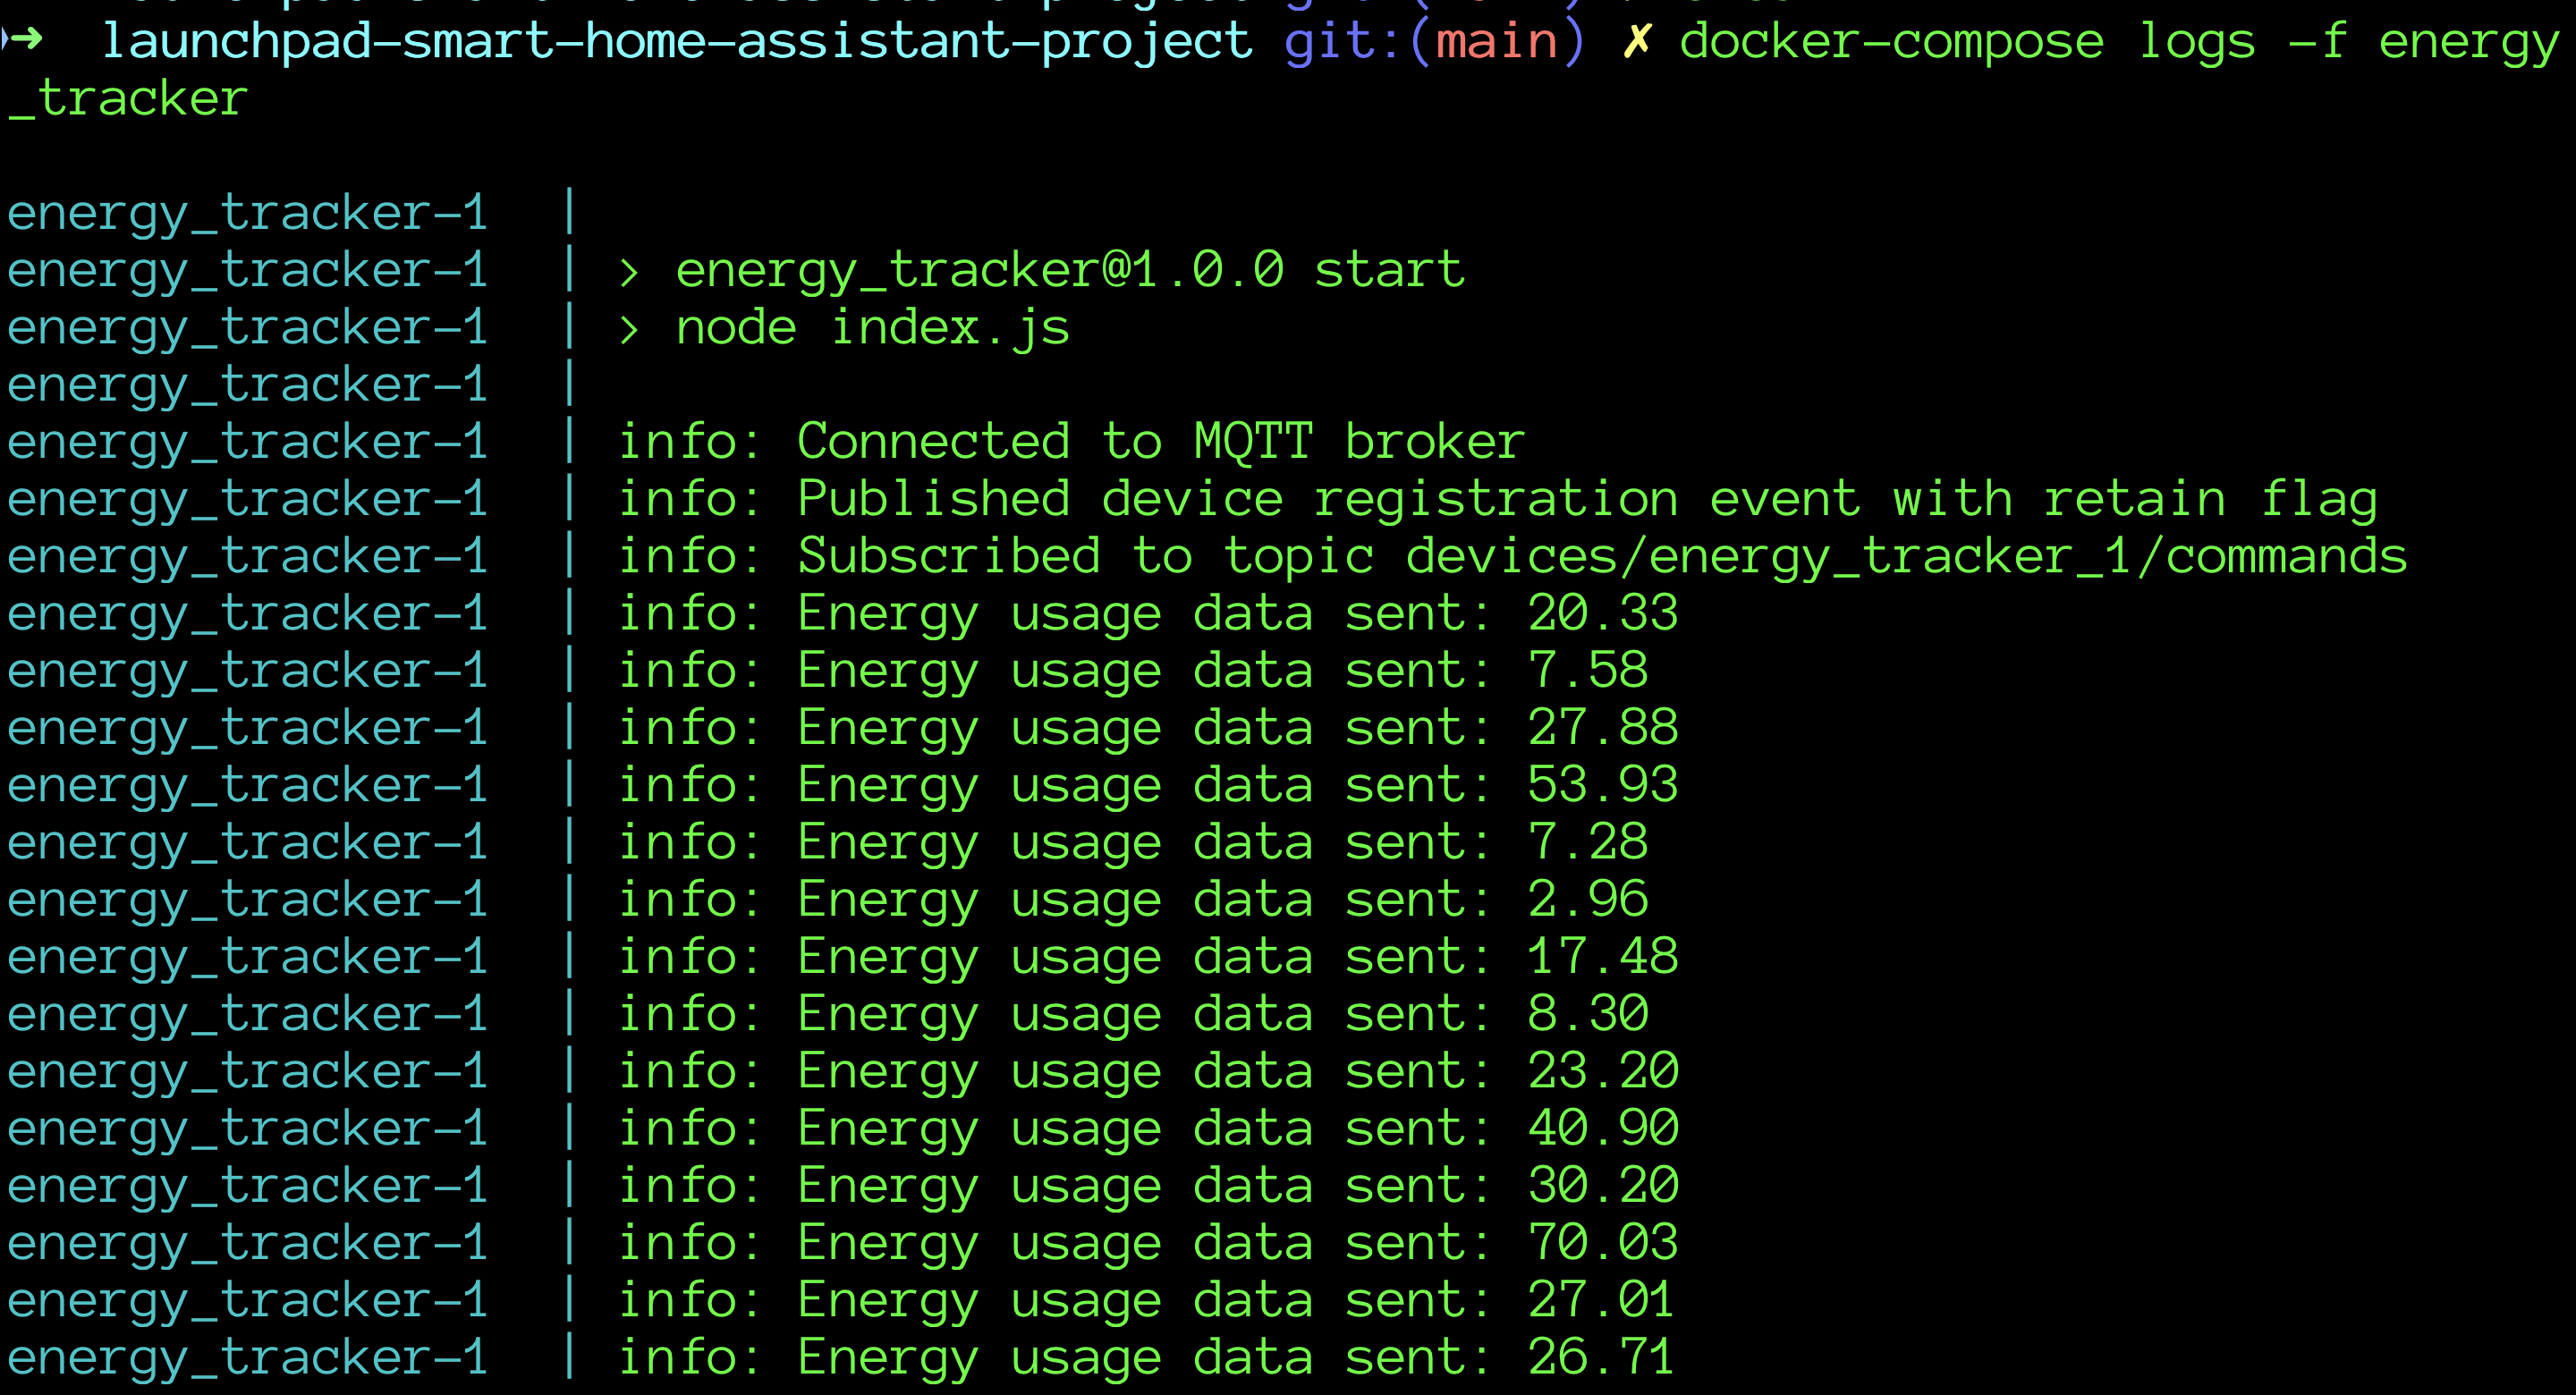 ➜  launchpad-smart-home-assistant-project git:(main) ✗ docker-compose logs -f energy
_tracker
energy_tracker-1  |
energy_tracker-1  | > energy_tracker@1.0.0 start
energy_tracker-1  | > node index.js
energy_tracker-1  |
energy_tracker-1  | info: Connected to MQTT broker
energy_tracker-1  | info: Published device registration event with retain flag
energy_tracker-1  | info: Subscribed to topic devices/energy_tracker_1/commands
energy_tracker-1  | info: Energy usage data sent: 20.33
energy_tracker-1  | info: Energy usage data sent: 7.58
energy_tracker-1  | info: Energy usage data sent: 27.88
energy_tracker-1  | info: Energy usage data sent: 53.93
energy_tracker-1  | info: Energy usage data sent: 7.28
energy_tracker-1  | info: Energy usage data sent: 2.96
energy_tracker-1  | info: Energy usage data sent: 17.48
energy_tracker-1  | info: Energy usage data sent: 8.30
energy_tracker-1  | info: Energy usage data sent: 23.20
energy_tracker-1  | info: Energy usage data sent: 40.90
energy_tracker-1  | info: Energy usage data sent: 30.20
energy_tracker-1  | info: Energy usage data sent: 70.03
energy_tracker-1  | info: Energy usage data sent: 27.01
energy_tracker-1  | info: Energy usage data sent: 26.71